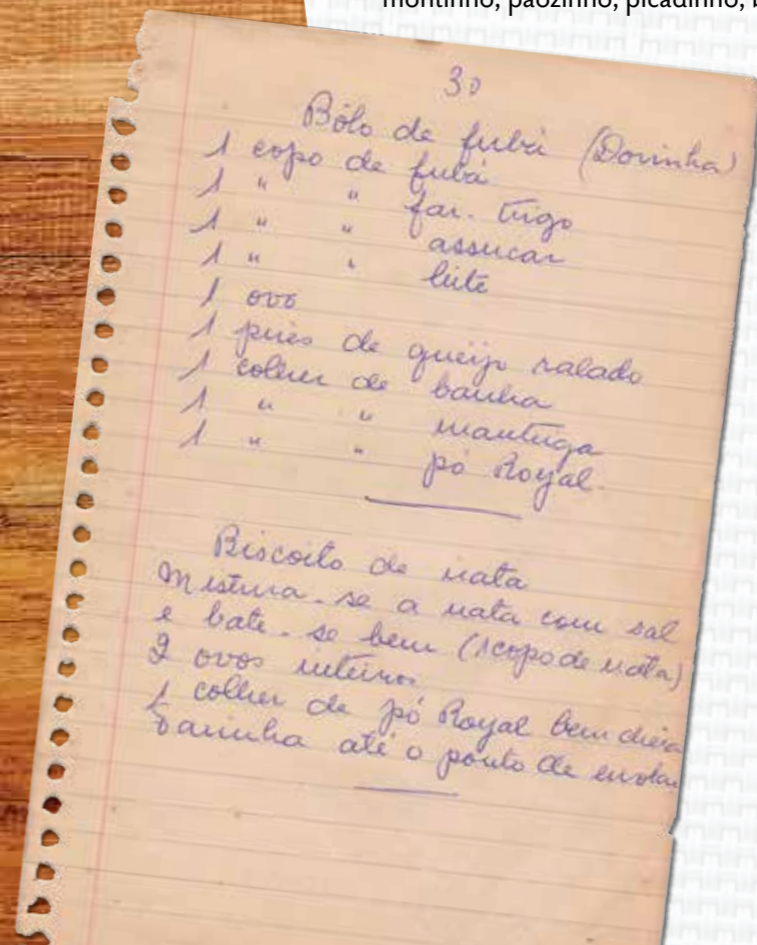 montinho, pãozinho, picadinho,
30
Bôlo de fubá (Dorinha)
1 copo de fubá
1 " " far. trigo
1 " " assucar
1 " " leite
1 ovo
1 pires de queijo ralado
1 colher de banha
1 " " manteiga
1 " " pó Royal.
Biscoito de nata
Mistura-se a nata com sal
e bate-se bem (1 copo de nata)
2 ovos inteiros
1 colher de pó Royal bem cheia
Farinha até o ponto de enrolar